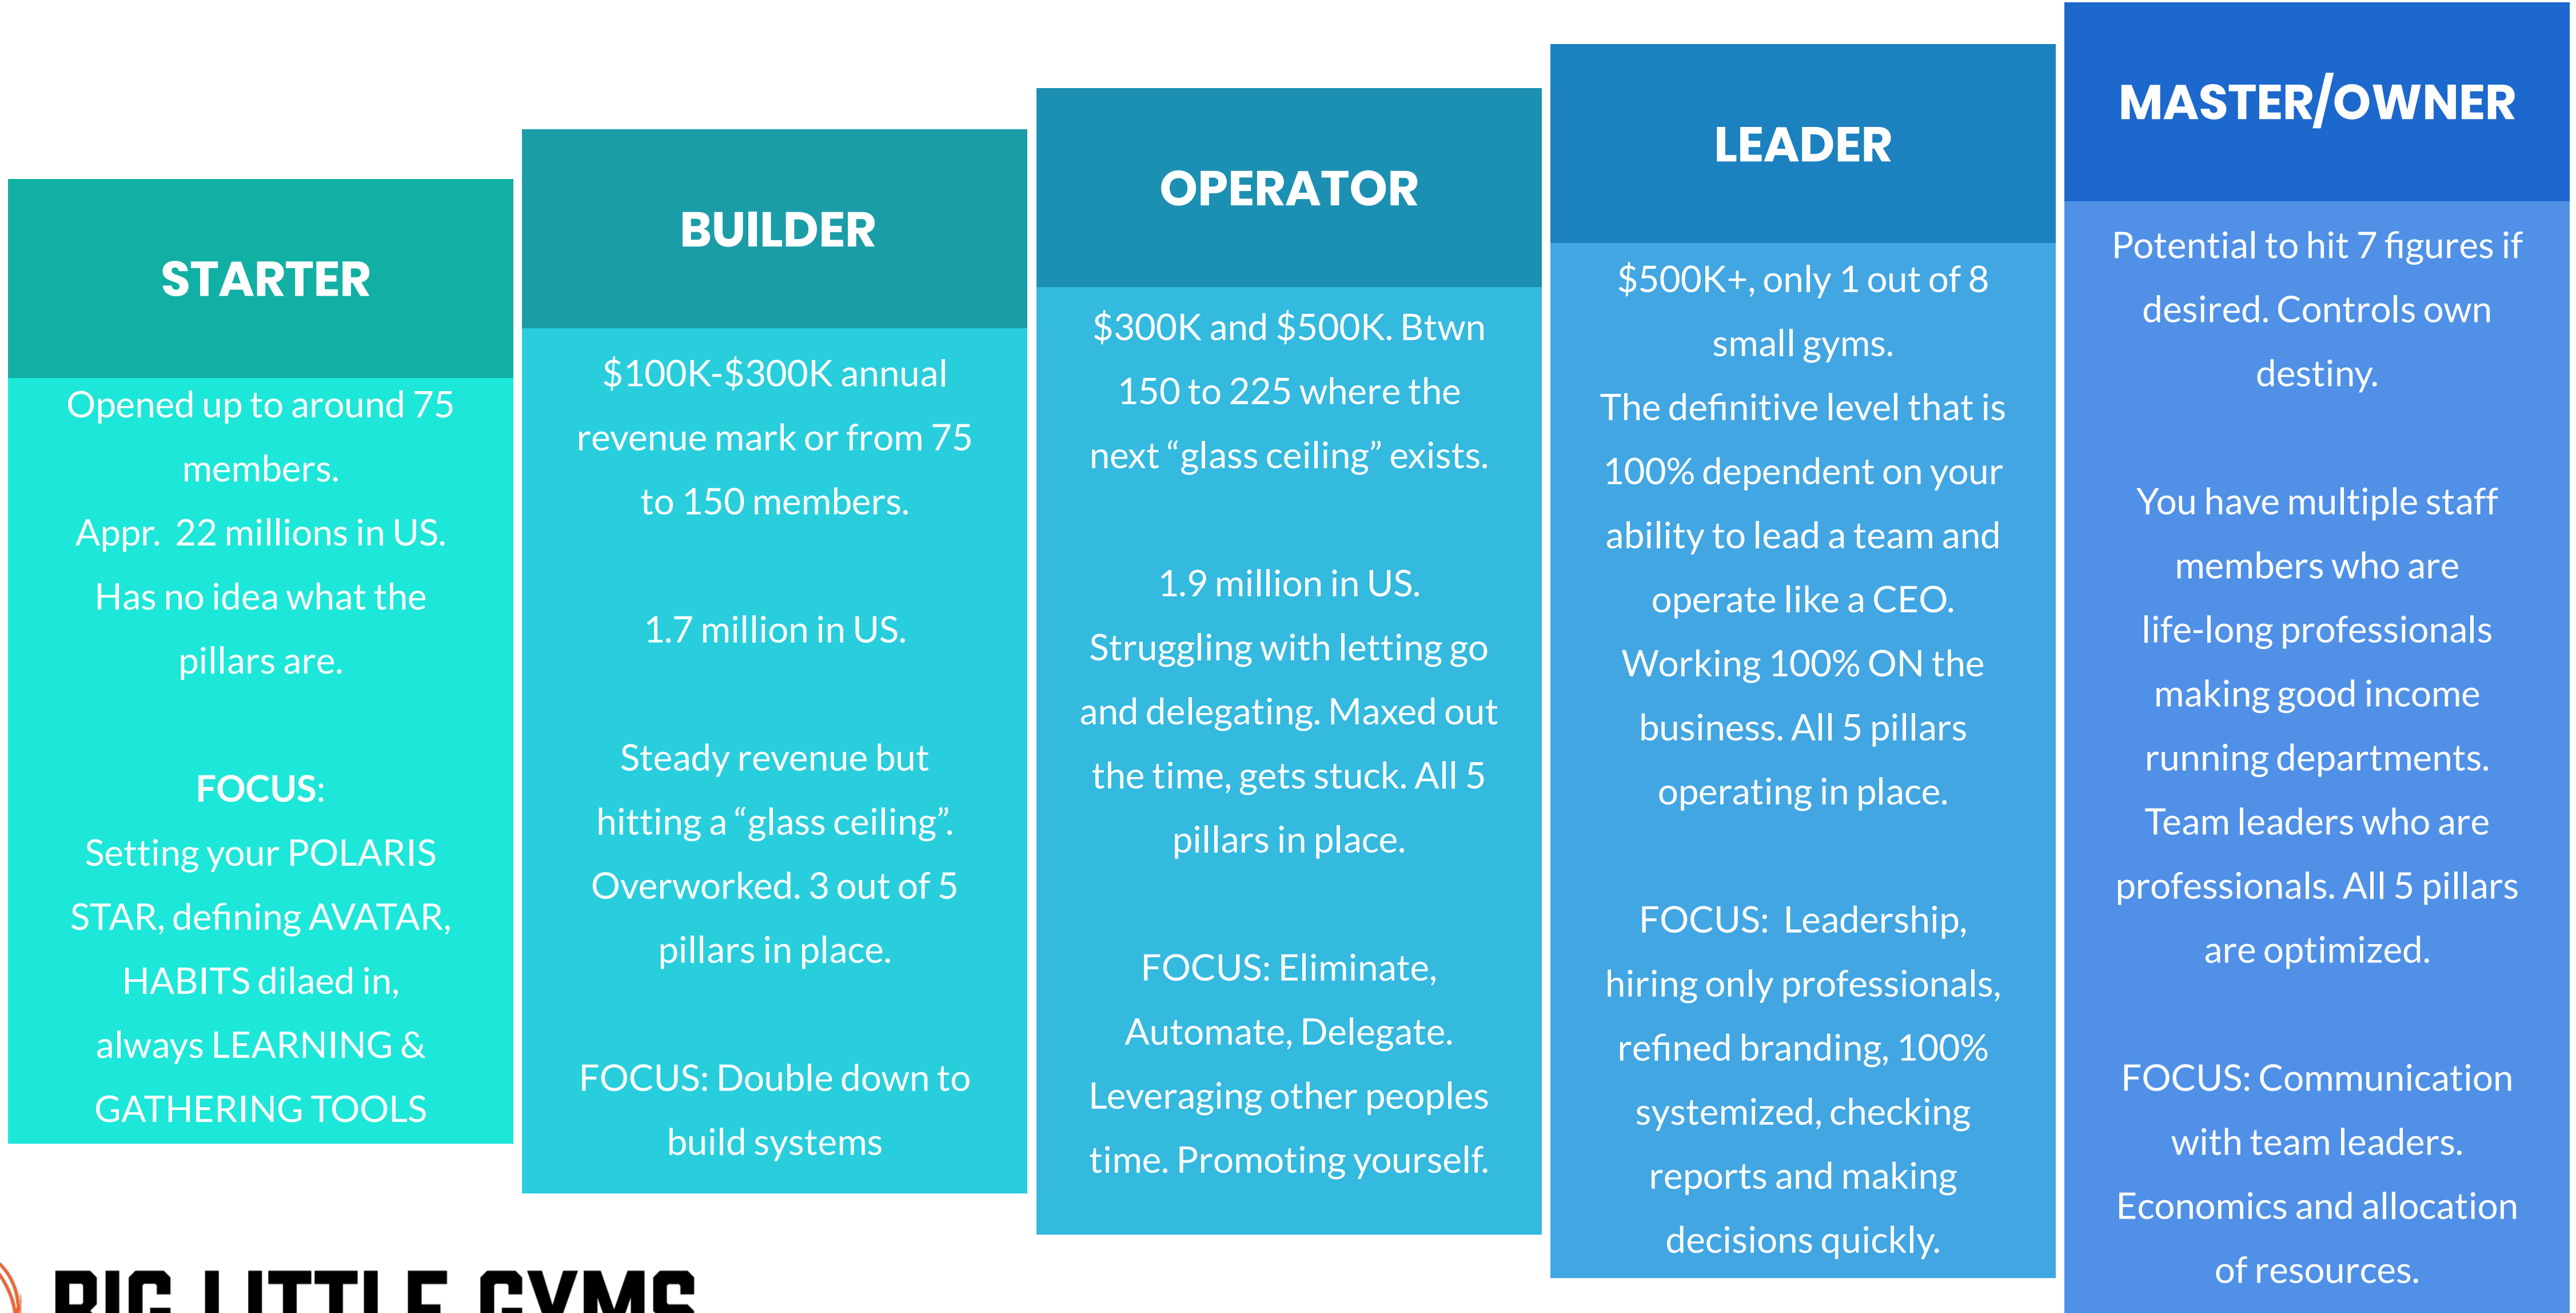 STARTER
Opened up to around 75
members.
Appr.  22 millions in US.
Has no idea what the
pillars are.
FOCUS:
Setting your POLARIS
STAR, defining AVATAR,
HABITS dilaed in,
always LEARNING &
GATHERING TOOLS
BUILDER
$100K-$300K annual
revenue mark or from 75
to 150 members.
1.7 million in US.
Steady revenue but
hitting a “glass ceiling”.
Overworked. 3 out of 5
pillars in place.
FOCUS: Double down to
build systems
OPERATOR
$300K and $500K. Btwn
150 to 225 where the
next “glass ceiling” exists.
1.9 million in US.
Struggling with letting go
and delegating. Maxed out
the time, gets stuck. All 5
pillars in place.
FOCUS: Eliminate,
Automate, Delegate.
Leveraging other peoples
time. Promoting yourself.
LEADER
$500K+, only 1 out of 8
small gyms.
The definitive level that is
100% dependent on your
ability to lead a team and
operate like a CEO.
Working 100% ON the
business. All 5 pillars
operating in place.
FOCUS:  Leadership,
hiring only professionals,
refined branding, 100%
systemized, checking
reports and making
decisions quickly.
MASTER/OWNER
Potential to hit 7 figures if
desired. Controls own
destiny.
You have multiple staff
members who are
life-long professionals
making good income
running departments.
Team leaders who are
professionals. All 5 pillars
are optimized.
FOCUS: Communication
with team leaders.
Economics and allocation
of resources.
BIG LITTLE GYMS